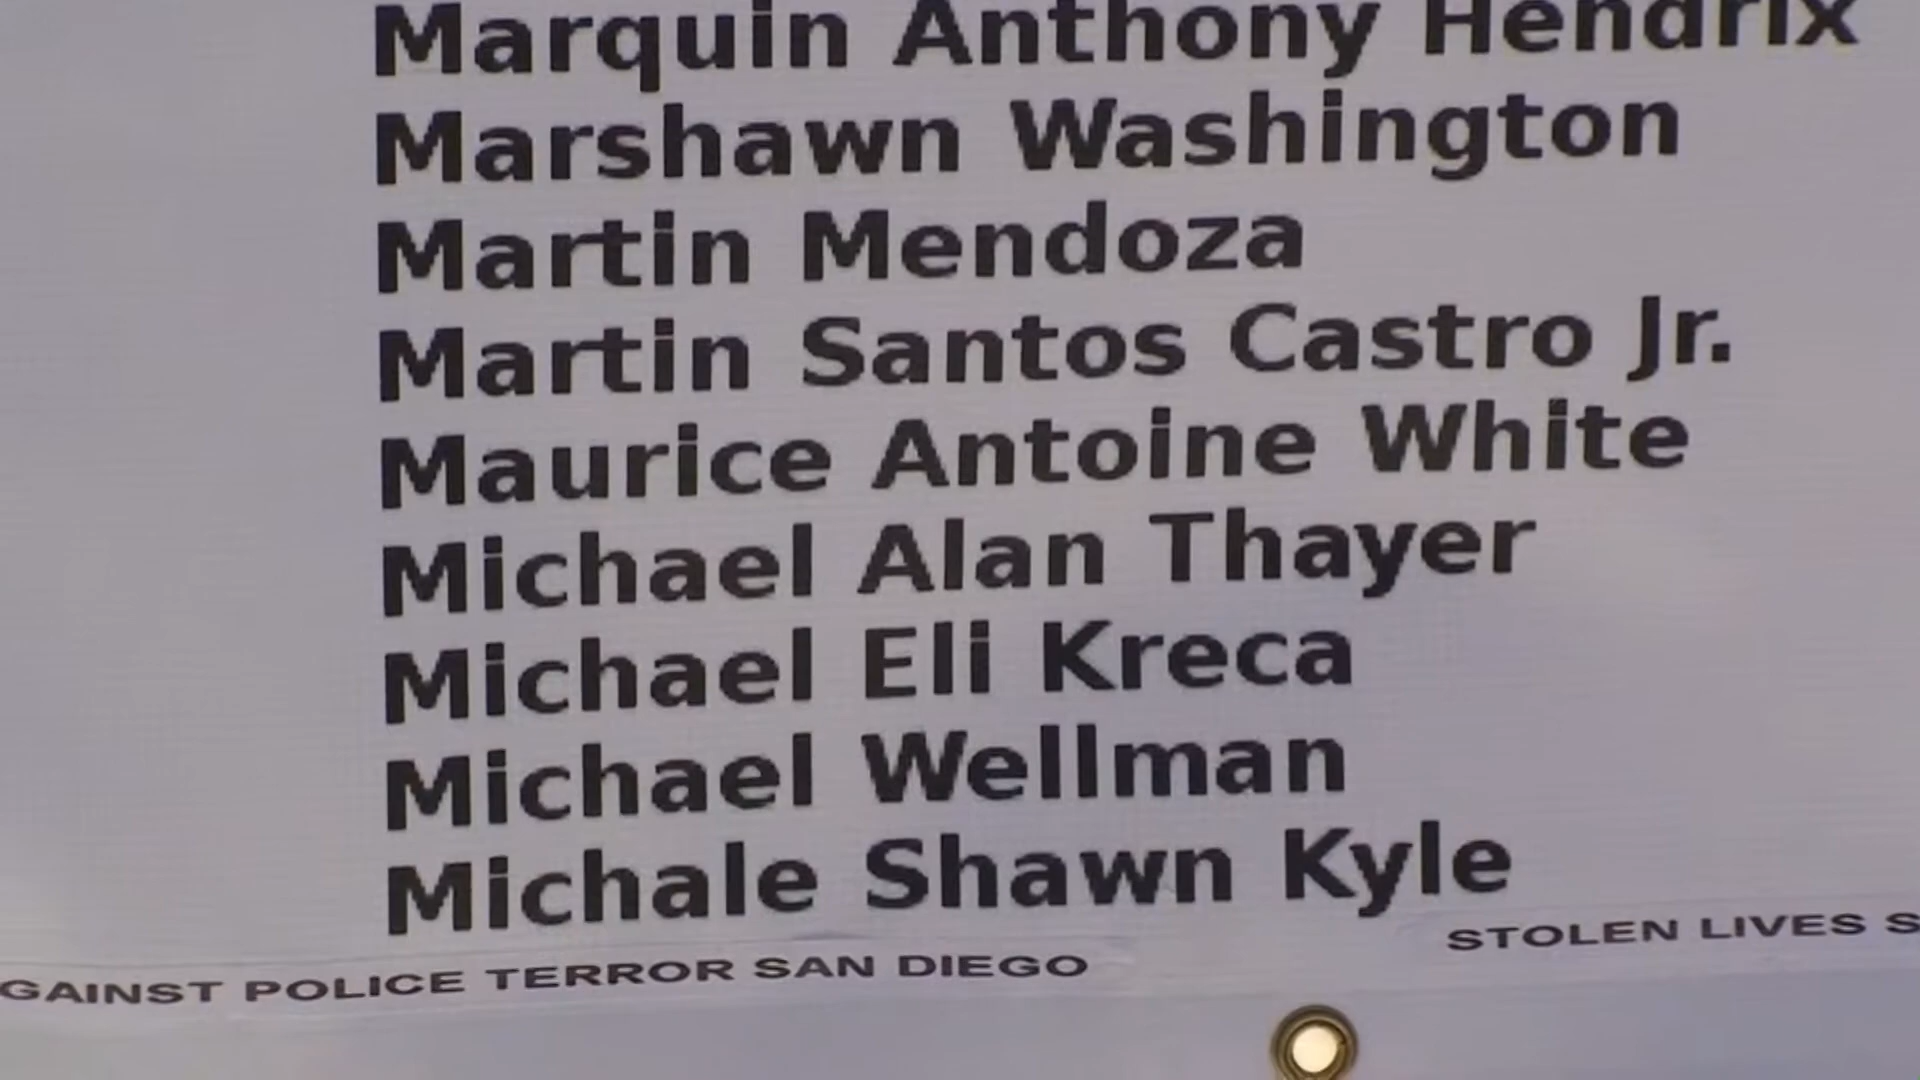 Marquin Anthony Hendrix
Marshawn Washington
Martin Mendoza
Martin Santos Castro Jr.
Maurice Antoine White
Michael Alan Thayer
Michael Eli Kreca
Michael Wellman
Michale Shawn Kyle
GAINST POLICE TERROR SAN DIEGO
STOLEN LIVES S